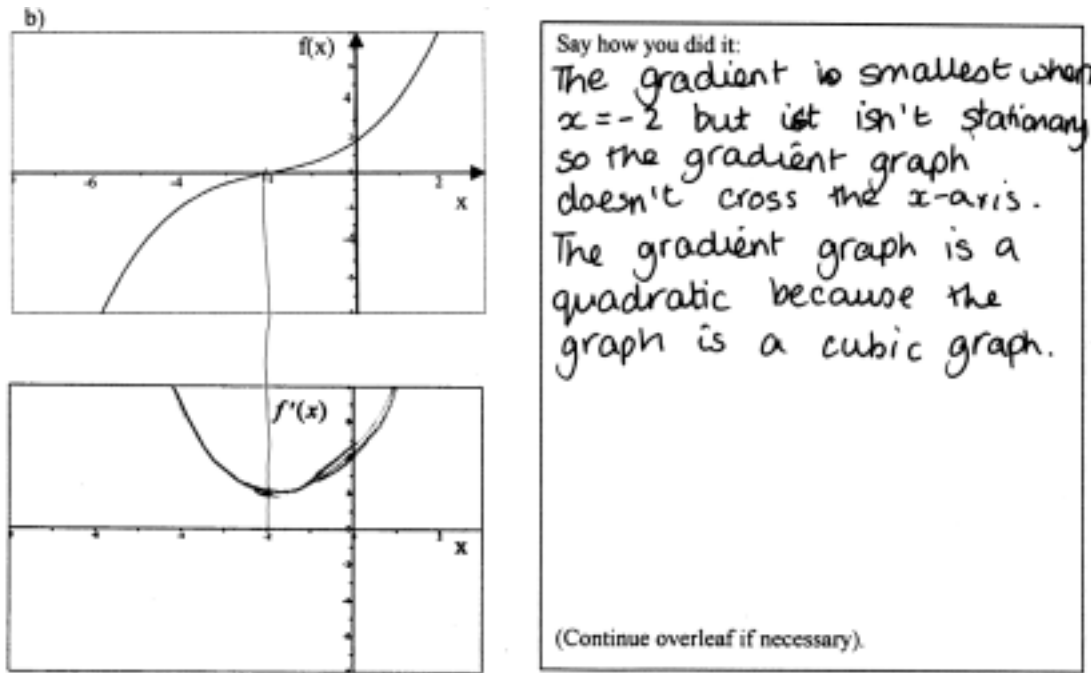 b)
f(x)
4
2
-6
-4
2
x
f'(x)
x
Say how you did it:
The gradient is smallest when
x = -2 but it isn't stationary
so the gradient graph
doesn't cross the x-axis.
The gradient graph is a
quadratic because the
graph is a cubic graph.
(Continue overleaf if necessary).